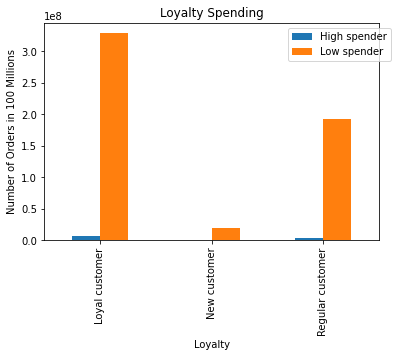 Loyalty Spending
1e8
High spender
Low spender
3.0
2.5
2.0
1.5
1.0
0.5
0.0
Number of Orders in 100 Millions
Loyal customer
New customer
Regular customer
Loyalty